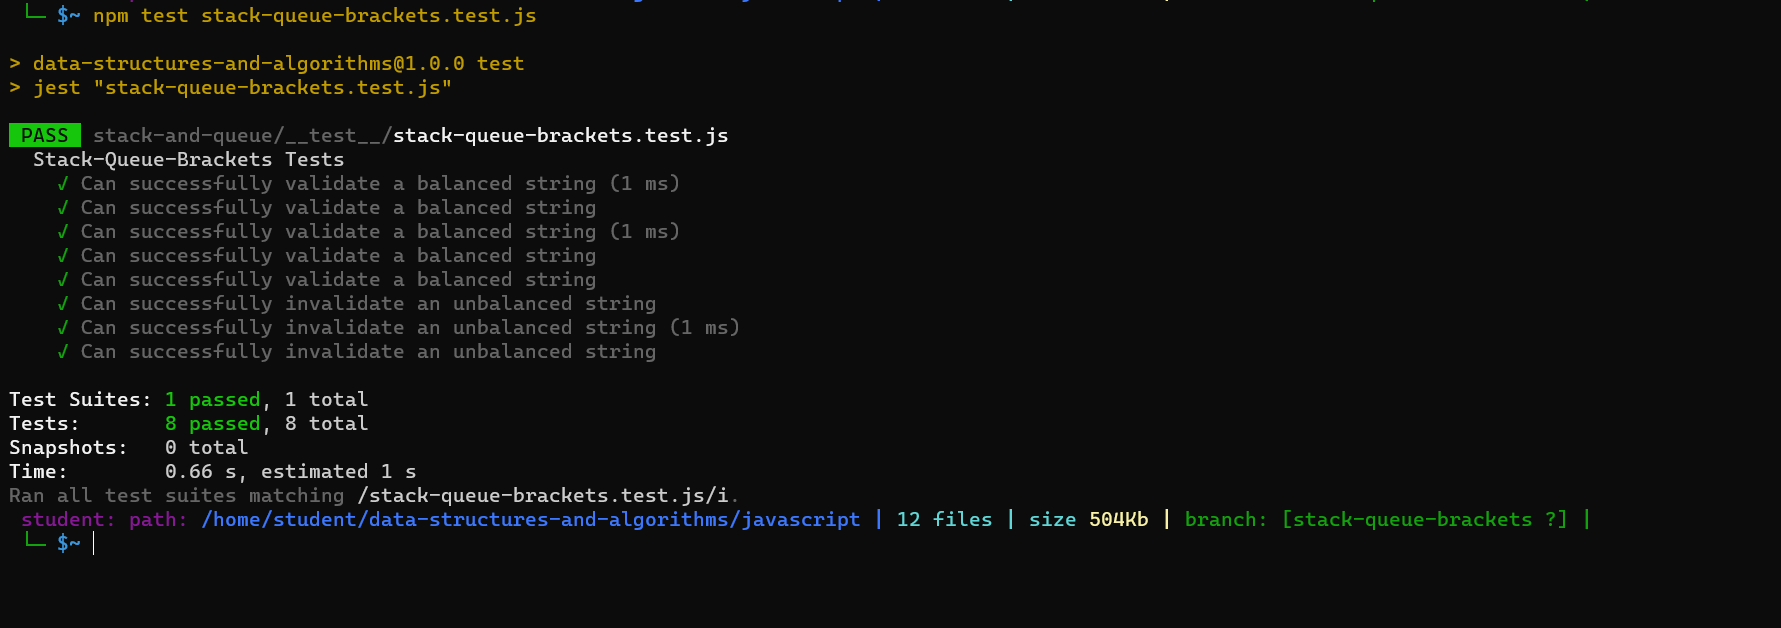 └─ $~ npm test stack-queue-brackets.test.js
> data-structures-and-algorithms@1.0.0 test
> jest "stack-queue-brackets.test.js"
PASS stack-and-queue/__test__/stack-queue-brackets.test.js
Stack-Queue-Brackets Tests
√ Can successfully validate a balanced string (1 ms)
√ Can successfully validate a balanced string
√ Can successfully validate a balanced string (1 ms)
√ Can successfully validate a balanced string
√ Can successfully validate a balanced string
√ Can successfully invalidate an unbalanced string
√ Can successfully invalidate an unbalanced string (1 ms)
√ Can successfully invalidate an unbalanced string
Test Suites: 1 passed, 1 total
Tests: 8 passed, 8 total
Snapshots: 0 total
Time: 0.66 s, estimated 1 s
Ran all test suites matching /stack-queue-brackets.test.js/i.
student: path: /home/student/data-structures-and-algorithms/javascript | 12 files | size 504Kb | branch: [stack-queue-brackets ?] |
└─ $~